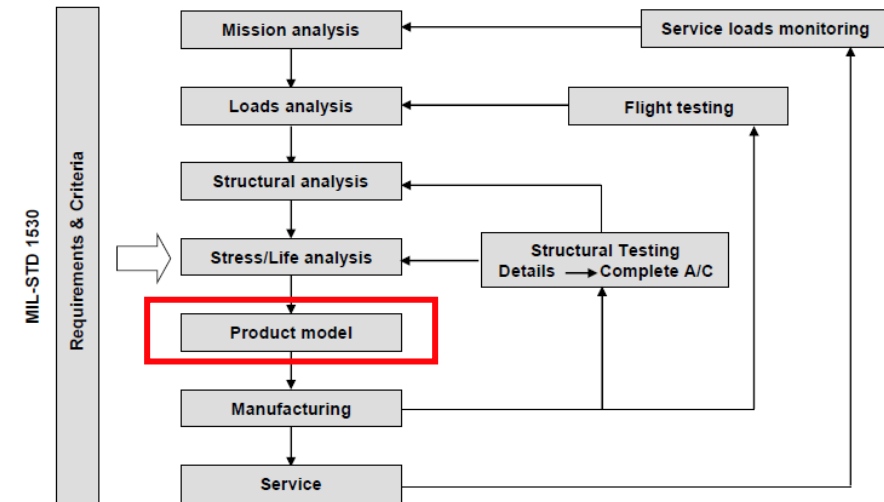 MIL-STD 1530
Requirements & Criteria
Mission analysis
Service loads monitoring
Loads analysis
Flight testing
Structural analysis
Stress/Life analysis
Structural Testing
Details Complete A/C
Product model
Manufacturing
Service